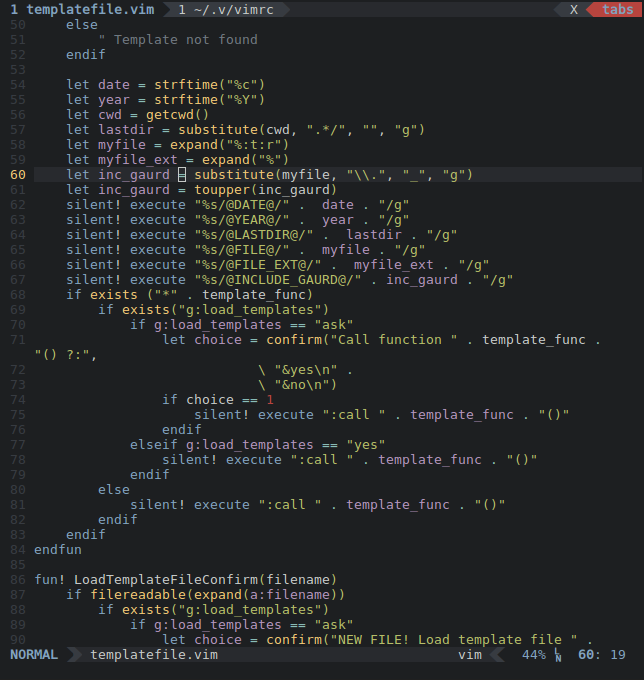 1 templatefile.vim 1 ~/.v/vimrc X tabs
50 else
51 " Template not found
52 endif
53
54 let date = strftime("%c")
55 let year = strftime("%Y")
56 let cwd = getcwd()
57 let lastdir = substitute(cwd, ".*/", "", "g")
58 let myfile = expand("%:t:r")
59 let myfile_ext = expand("%")
60 let inc_gaurd = substitute(myfile, "\\.", "_", "g")
61 let inc_gaurd = toupper(inc_gaurd)
62 silent! execute "%s/@DATE@/" .  date . "/g"
63 silent! execute "%s/@YEAR@/" .  year . "/g"
64 silent! execute "%s/@LASTDIR@/" .  lastdir . "/g"
65 silent! execute "%s/@FILE@/" .  myfile . "/g"
66 silent! execute "%s/@FILE_EXT@/" .  myfile_ext . "/g"
67 silent! execute "%s/@INCLUDE_GAURD@/" . inc_gaurd . "/g"
68 if exists ("*" . template_func)
69 if exists("g:load_templates")
70 if g:load_templates == "ask"
71 let choice = confirm("Call function " . template_func .
"() ?:",
72 \ "&yes\n" .
73 \ "&no\n")
74 if choice == 1
75 silent! execute ":call " . template_func . "()"
76 endif
77 elseif g:load_templates == "yes"
78 silent! execute ":call " . template_func . "()"
79 endif
80 else
81 silent! execute ":call " . template_func . "()"
82 endif
83 endif
84 endfun
85
86 fun! LoadTemplateFileConfirm(filename)
87 if filereadable(expand(a:filename))
88 if exists("g:load_templates")
89 if g:load_templates == "ask"
90 let choice = confirm("NEW FILE! Load template file " .
NORMAL templatefile.vim vim 44% LN 60: 19